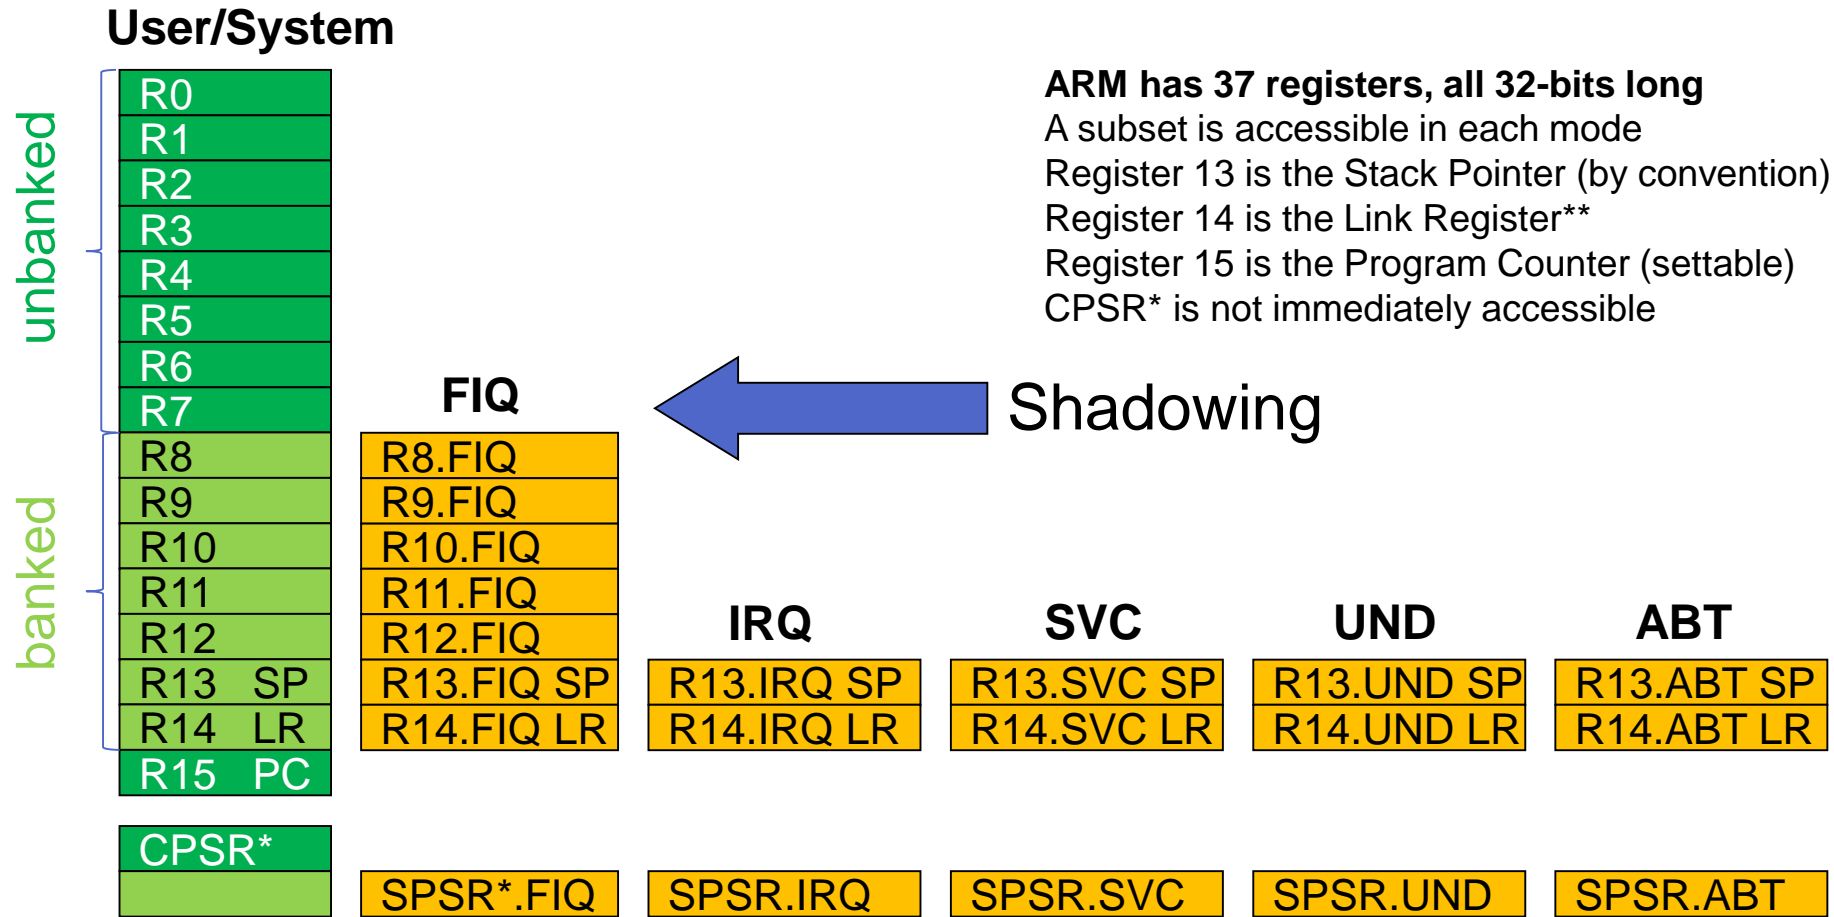 User/System
unbanked
banked
R0
R1
R2
R3
R4
R5
R6
R7
R8
R9
R10
R11
R12
R13 SP
R14 LR
R15 PC
CPSR*
FIQ
R8.FIQ
R9.FIQ
R10.FIQ
R11.FIQ
R12.FIQ
R13.FIQ SP
R14.FIQ LR
SPSR*.FIQ
ARM has 37 registers, all 32-bits long
A subset is accessible in each mode
Register 13 is the Stack Pointer (by convention)
Register 14 is the Link Register**
Register 15 is the Program Counter (settable)
CPSR* is not immediately accessible
Shadowing
IRQ
R13.IRQ SP
R14.IRQ LR
SPSR.IRQ
SVC
R13.SVC SP
R14.SVC LR
SPSR.SVC
UND
R13.UND SP
R14.UND LR
SPSR.UND
ABT
R13.ABT SP
R14.ABT LR
SPSR.ABT